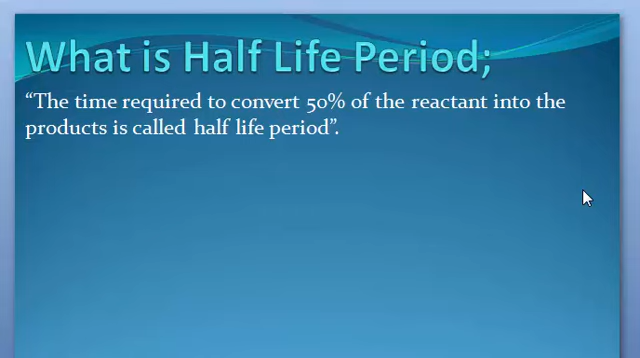 What is Half Life Period;
“The time required to convert 50% of the reactant into the
products is called half life period”.